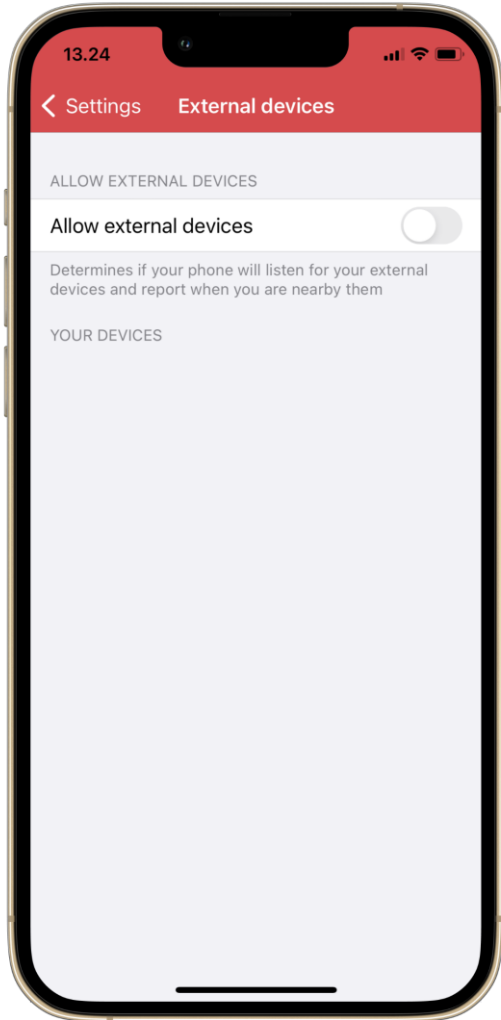 13.24
Settings
External devices
ALLOW EXTERNAL DEVICES
Allow external devices
Determines if your phone will listen for your external
devices and report when you are nearby them
YOUR DEVICES